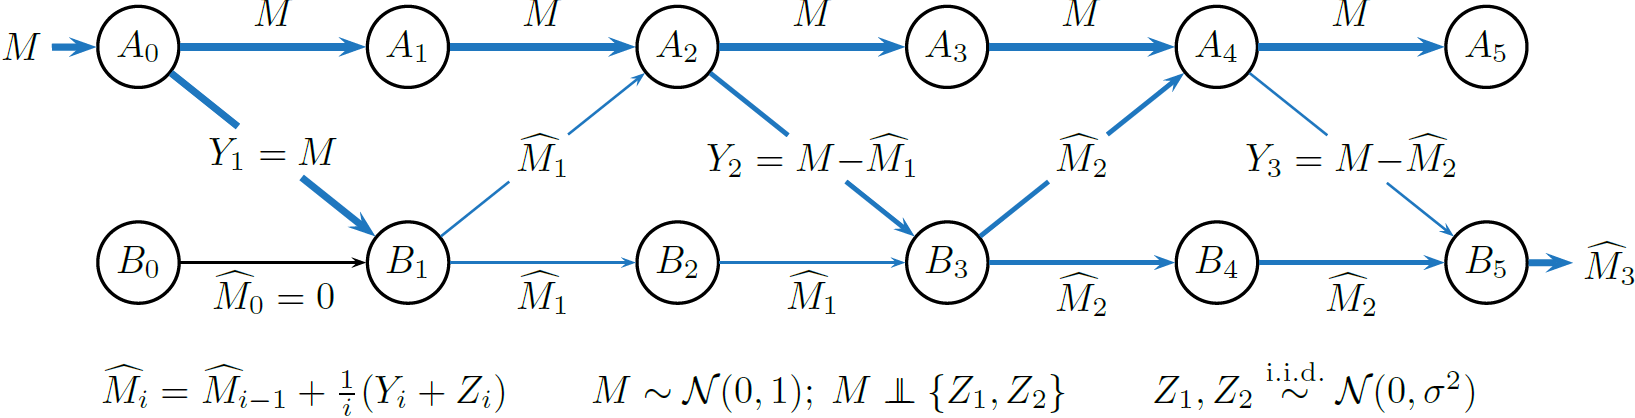 M M M M M
M A₀ A₁ A₂ A₃ A₄ A₅
Y₁ = M M̂₁ Y₂ = M−M̂₁ M̂₂ Y₃ = M−M̂₂
B₀ B₁ B₂ B₃ B₄ B₅ M̂₃
M̂₀ = 0 M̂₁ M̂₁ M̂₂ M̂₂
M̂ᵢ = M̂ᵢ₋₁ + 1/i (Yᵢ + Zᵢ) M ∼ 𝒩(0, 1); M ⫫ {Z₁, Z₂} Z₁, Z₂ i.i.d. ∼ 𝒩(0, σ²)